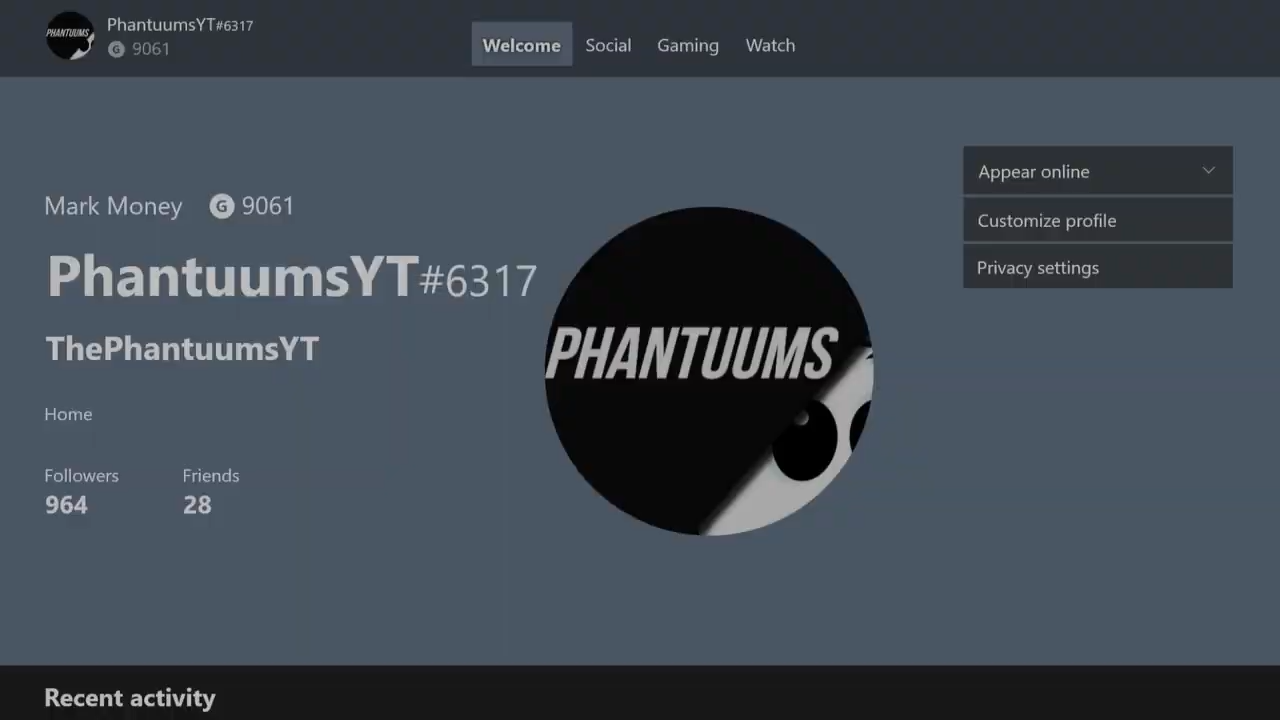 PHANTUUMS
PhantuumsYT#6317
G 9061
Welcome Social Gaming Watch
Appear online
Customize profile
Privacy settings
Mark Money G 9061
PhantuumsYT#6317
ThePhantuumsYT
PHANTUUMS
Home
Followers Friends
964 28
Recent activity